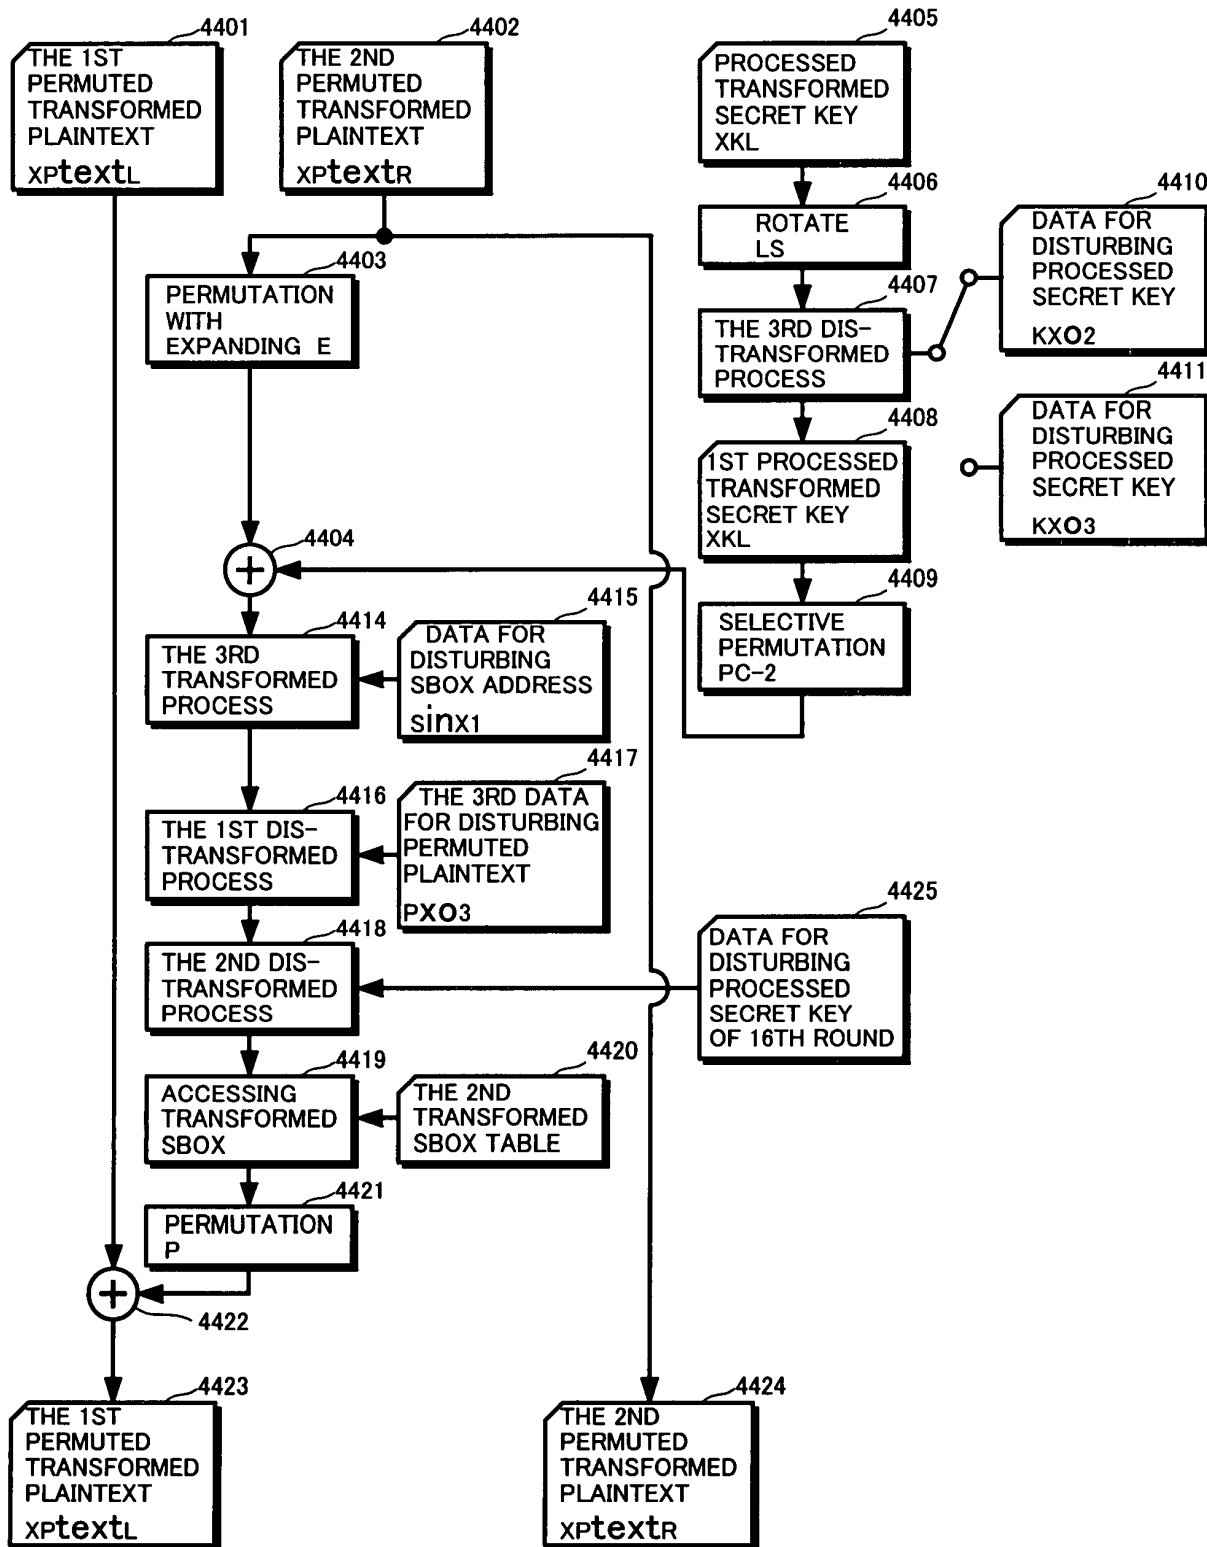 4401
THE 1ST
PERMUTED
TRANSFORMED
PLAINTEXT
XPtextL
4402
THE 2ND
PERMUTED
TRANSFORMED
PLAINTEXT
XPtextR
4405
PROCESSED
TRANSFORMED
SECRET KEY
XKL
4406
ROTATE
LS
4410
DATA FOR
DISTURBING
PROCESSED
SECRET KEY
KXO2
4403
PERMUTATION
WITH
EXPANDING E
4407
THE 3RD DIS-
TRANSFORMED
PROCESS
4411
DATA FOR
DISTURBING
PROCESSED
SECRET KEY
KXO3
4408
1ST PROCESSED
TRANSFORMED
SECRET KEY
XKL
4404
+
4409
SELECTIVE
PERMUTATION
PC-2
4414
THE 3RD
TRANSFORMED
PROCESS
4415
DATA FOR
DISTURBING
SBOX ADDRESS
sinx1
4416
THE 1ST DIS-
TRANSFORMED
PROCESS
4417
THE 3RD DATA
FOR DISTURBING
PERMUTED
PLAINTEXT
PXO3
4418
THE 2ND DIS-
TRANSFORMED
PROCESS
4425
DATA FOR
DISTURBING
PROCESSED
SECRET KEY
OF 16TH ROUND
4419
ACCESSING
TRANSFORMED
SBOX
4420
THE 2ND
TRANSFORMED
SBOX TABLE
4421
PERMUTATION
P
+
4422
4423
THE 1ST
PERMUTED
TRANSFORMED
PLAINTEXT
XPtextL
4424
THE 2ND
PERMUTED
TRANSFORMED
PLAINTEXT
XPtextR